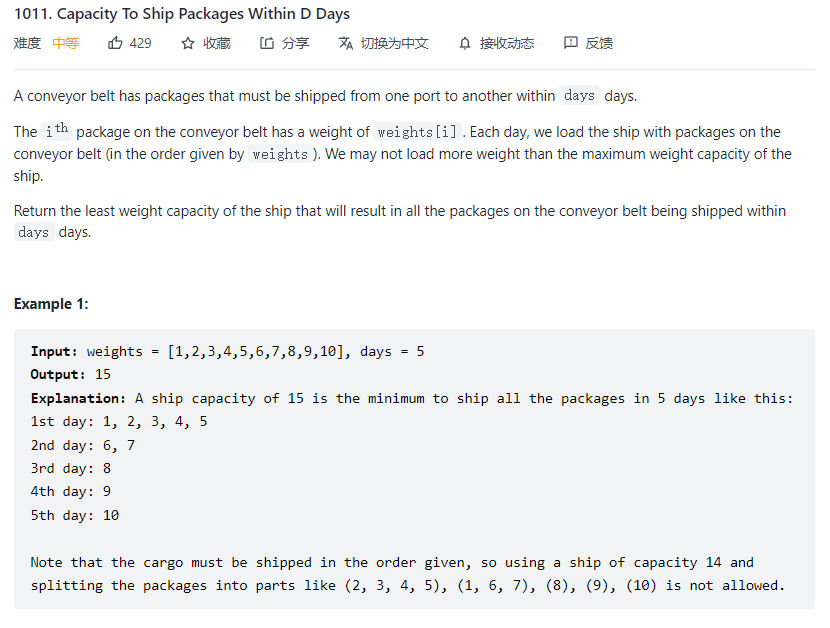 1011. Capacity To Ship Packages Within D Days
难度 中等 429 收藏 分享 切换为中文 接收动态 反馈
A conveyor belt has packages that must be shipped from one port to another within days days.
The ith package on the conveyor belt has a weight of weights[i] . Each day, we load the ship with packages on the
conveyor belt (in the order given by weights ). We may not load more weight than the maximum weight capacity of the
ship.
Return the least weight capacity of the ship that will result in all the packages on the conveyor belt being shipped within
days days.
Example 1:
Input: weights = [1,2,3,4,5,6,7,8,9,10], days = 5
Output: 15
Explanation: A ship capacity of 15 is the minimum to ship all the packages in 5 days like this:
1st day: 1, 2, 3, 4, 5
2nd day: 6, 7
3rd day: 8
4th day: 9
5th day: 10
Note that the cargo must be shipped in the order given, so using a ship of capacity 14 and
splitting the packages into parts like (2, 3, 4, 5), (1, 6, 7), (8), (9), (10) is not allowed.